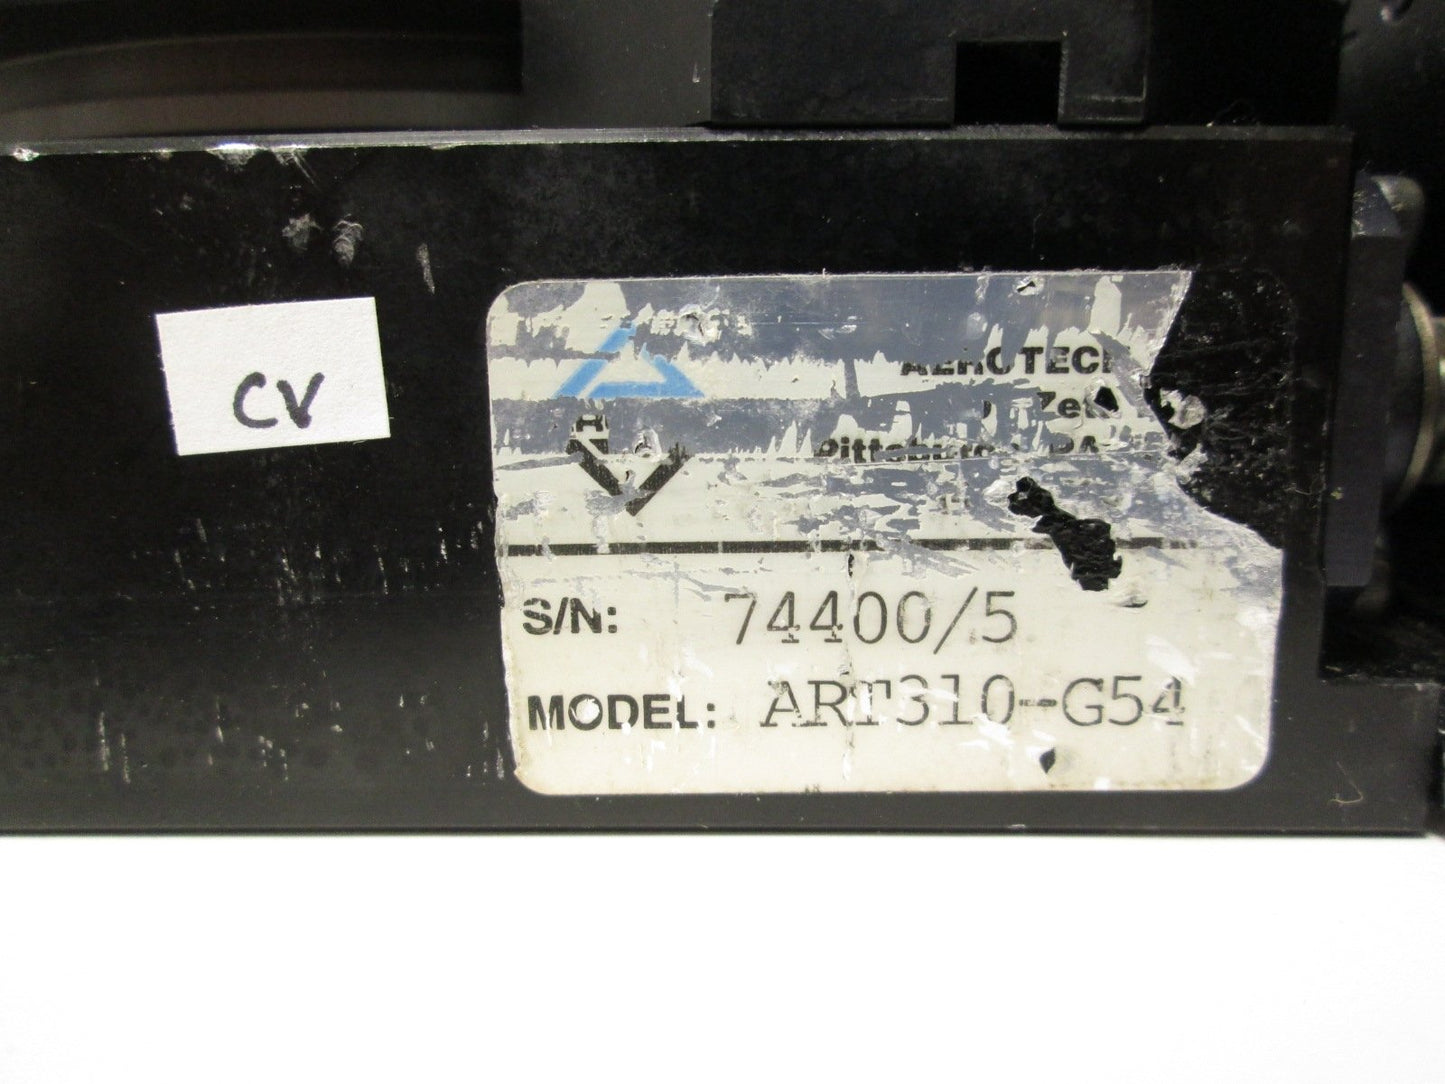 CV
AEROTECH
Pittsburgh, PA
S/N: 74400/5
MODEL: ART310-G54